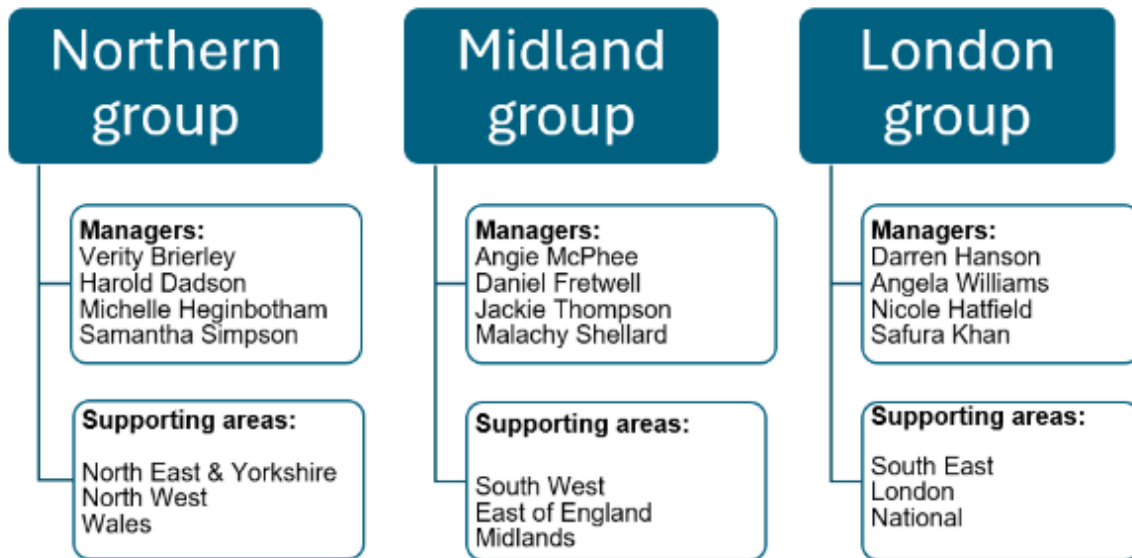 Northern
group
Managers:
Verity Brierley
Harold Dadson
Michelle Heginbotham
Samantha Simpson
Supporting areas:
North East & Yorkshire
North West
Wales
Midland
group
Managers:
Angie McPhee
Daniel Fretwell
Jackie Thompson
Malachy Shellard
Supporting areas:
South West
East of England
Midlands
London
group
Managers:
Darren Hanson
Angela Williams
Nicole Hatfield
Safura Khan
Supporting areas:
South East
London
National